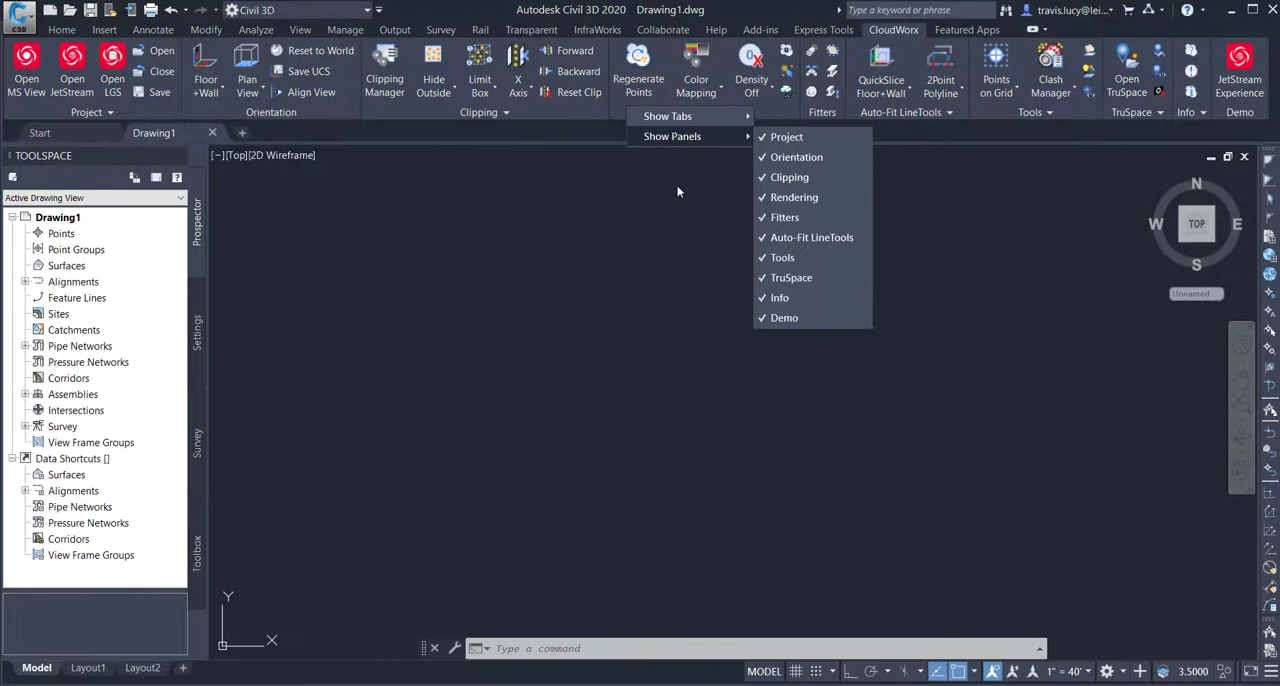 C3D Civil 3D Autodesk Civil 3D 2020 Drawing1.dwg Type a keyword or phrase travis.lucy@lei...
Home Insert Annotate Modify Analyze View Manage Output Survey Rail Transparent InfraWorks Collaborate Help Add-ins Express Tools CloudWorx Featured Apps
Open
MS View
Open
JetStream
Open
LGS
Open
Close
Save
Project
Floor
+Wall
Plan
View
Reset to World
Save UCS
Align View
Orientation
Clipping
Manager
Hide
Outside
Limit
Box
X
Axis
Forward
Backward
Reset Clip
Clipping
Regenerate
Points
Color
Mapping
Density
Off
Fitters
QuickSlice
Floor+Wall
2Point
Polyline
Auto-Fit LineTools
Points
on Grid
Clash
Manager
Tools
Open
TruSpace
TruSpace
Info
JetStream
Experience
Demo
Show Tabs
Show Panels
Project
Orientation
Clipping
Rendering
Fitters
Auto-Fit LineTools
Tools
TruSpace
Info
Demo
Start Drawing1
TOOLSPACE
Active Drawing View
Drawing1
Points
Point Groups
Surfaces
Alignments
Feature Lines
Sites
Catchments
Pipe Networks
Pressure Networks
Corridors
Assemblies
Intersections
Survey
View Frame Groups
Data Shortcuts []
Surfaces
Alignments
Pipe Networks
Pressure Networks
Corridors
View Frame Groups
Prospector
Settings
Survey
Toolbox
[−][Top][2D Wireframe]
N
W TOP E
S
Unnamed
Y
X
Type a command
Model Layout1 Layout2 +
MODEL 1" = 40' 3.5000